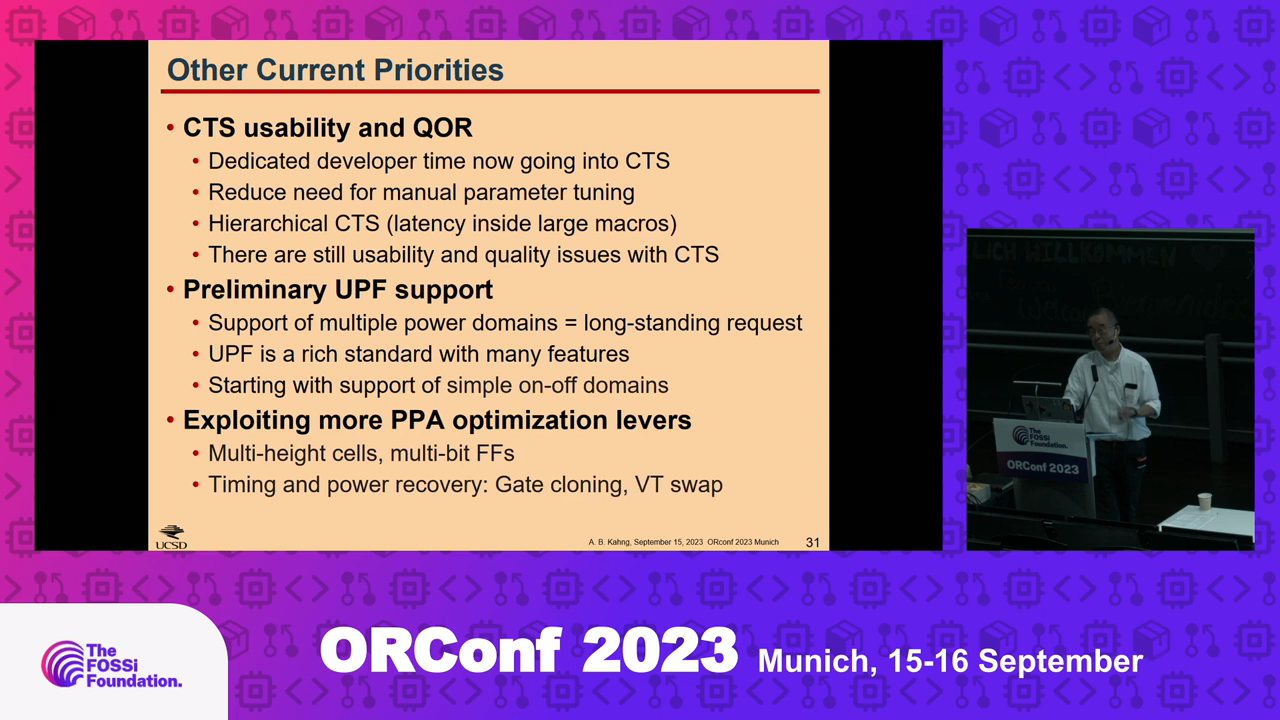 Other Current Priorities
• CTS usability and QOR
• Dedicated developer time now going into CTS
• Reduce need for manual parameter tuning
• Hierarchical CTS (latency inside large macros)
• There are still usability and quality issues with CTS
• Preliminary UPF support
• Support of multiple power domains = long-standing request
• UPF is a rich standard with many features
• Starting with support of simple on-off domains
• Exploiting more PPA optimization levers
• Multi-height cells, multi-bit FFs
• Timing and power recovery: Gate cloning, VT swap
UCSD
A. B. Kahng, September 15, 2023 ORconf 2023 Munich
31
LICH WILLKOMMEN
The
FOSSi
Foundation.
ORConf 2023
The
FOSSi
Foundation.
ORConf 2023 Munich, 15-16 September